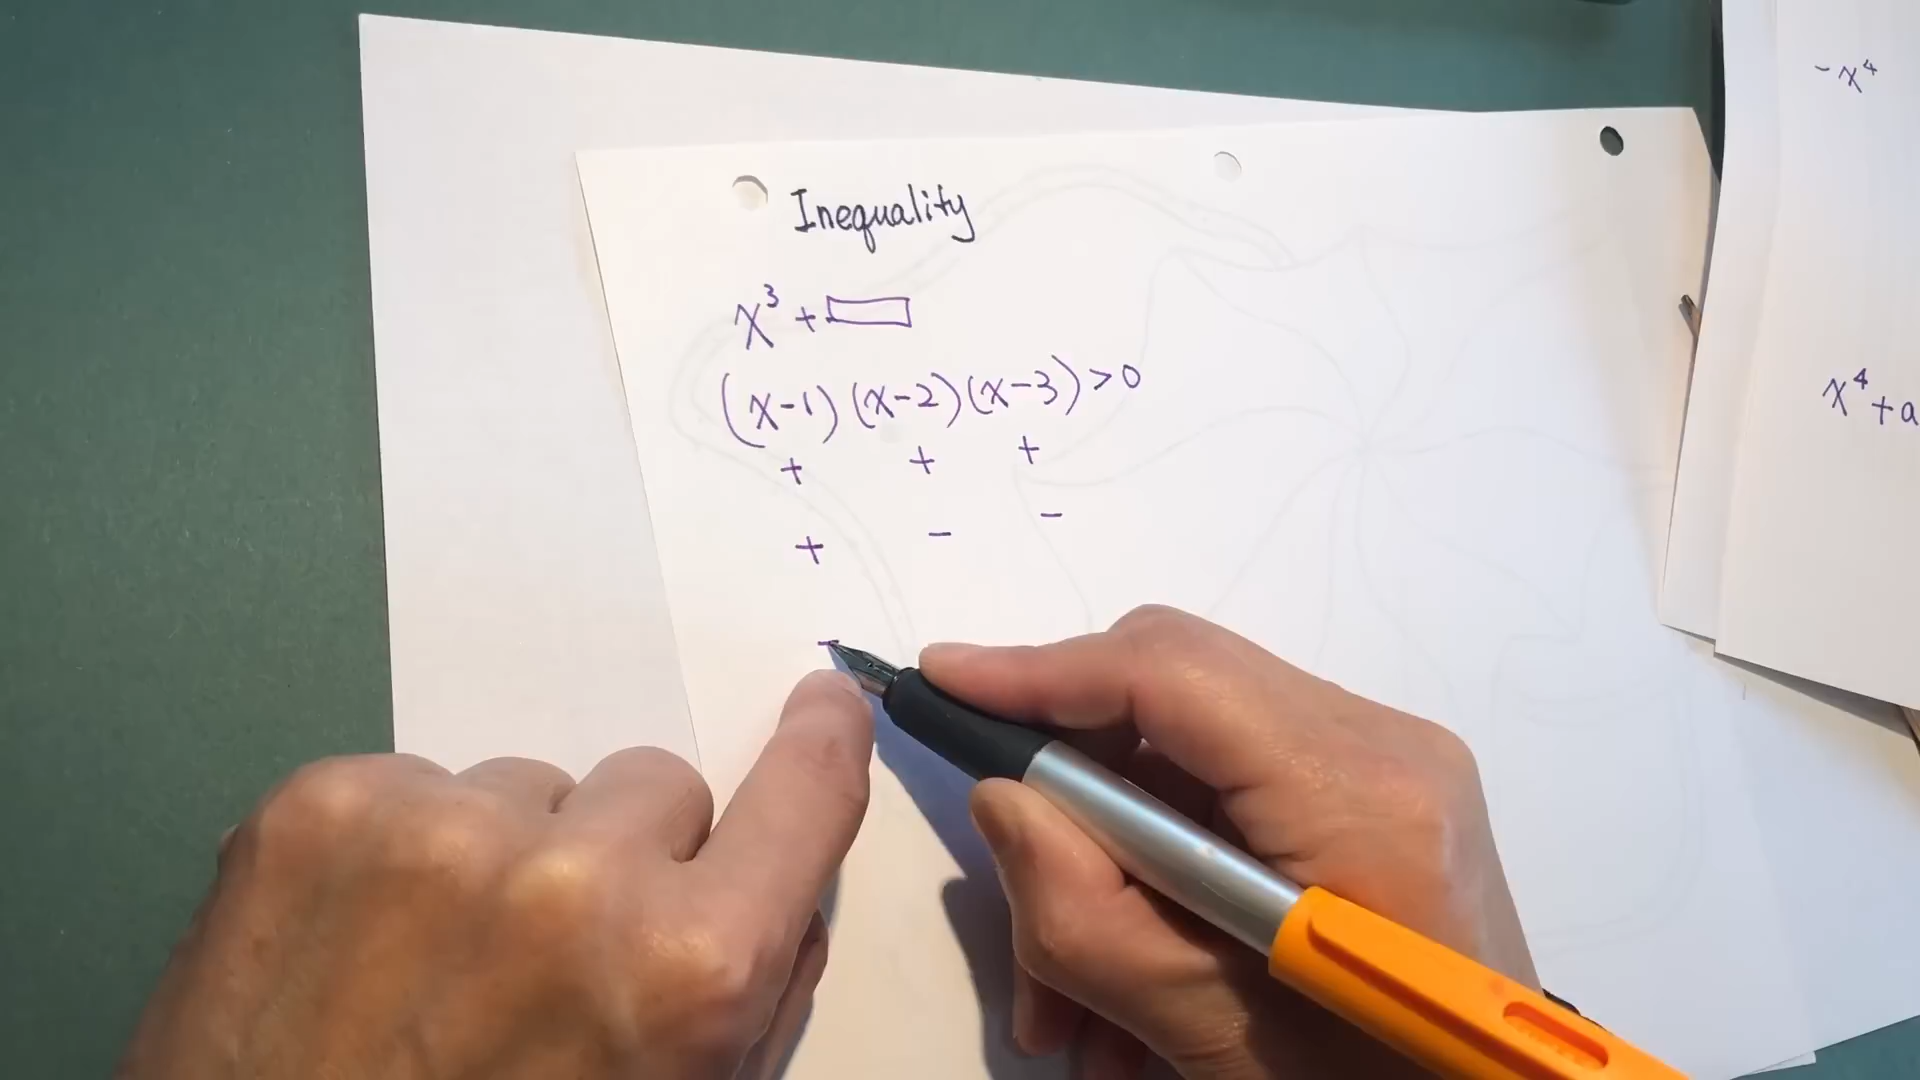 Inequality
x³ +
(x-1)(x-2)(x-3)>0
+ + +
+ - -
-
-x⁴
x⁴+a